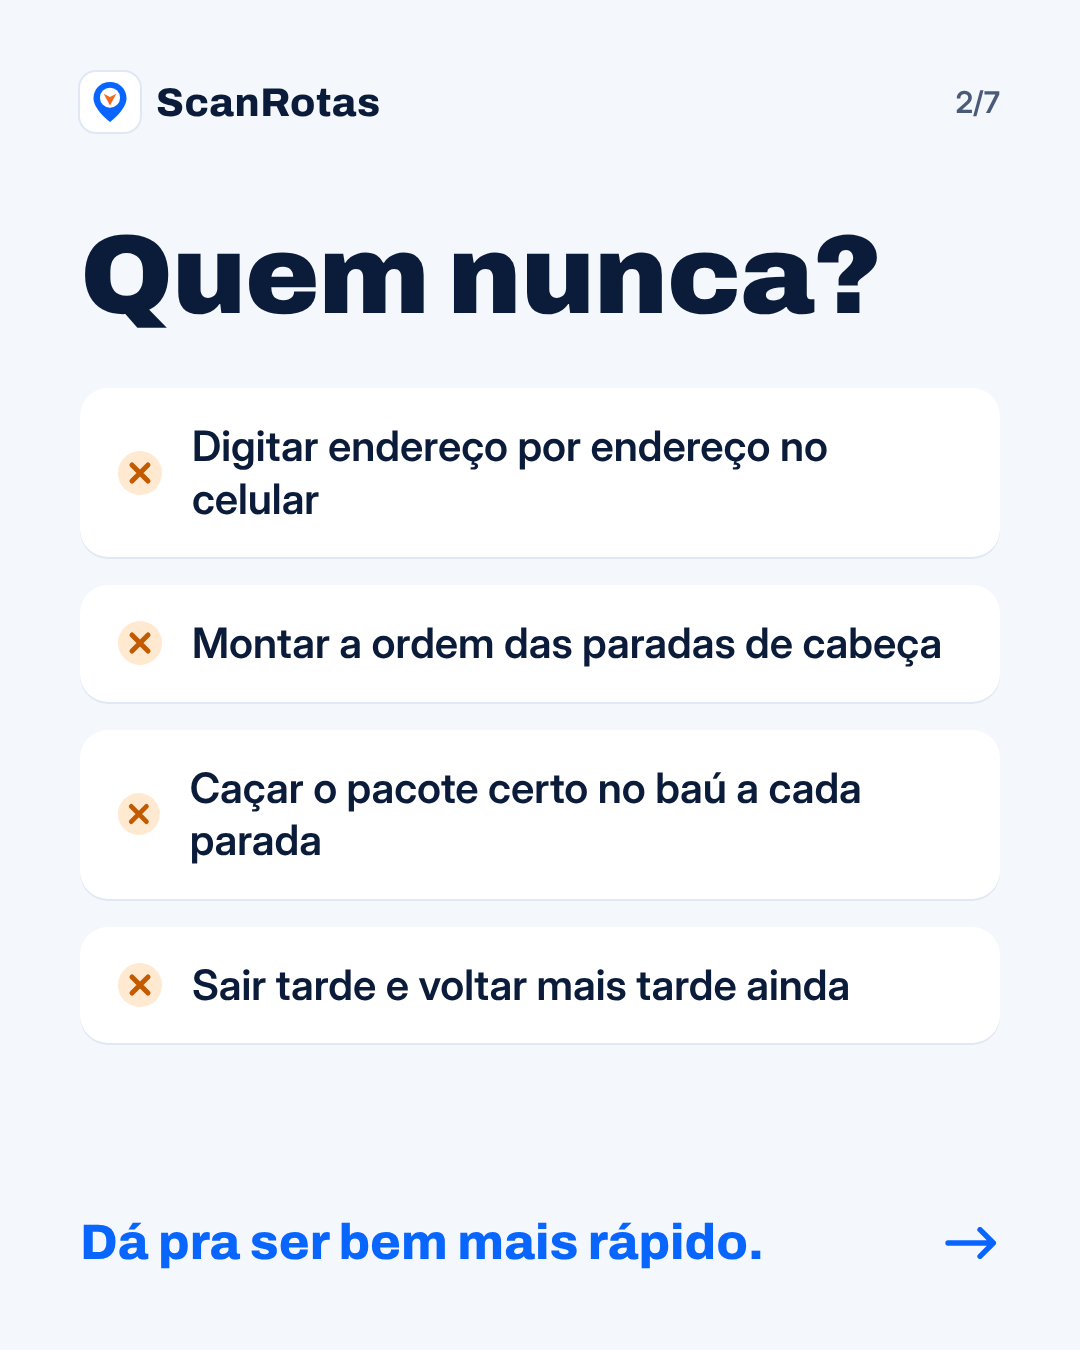 ScanRotas
2/7
Quem nunca?
Digitar endereço por endereço no
celular
Montar a ordem das paradas de cabeça
Caçar o pacote certo no baú a cada
parada
Sair tarde e voltar mais tarde ainda
Dá pra ser bem mais rápido.